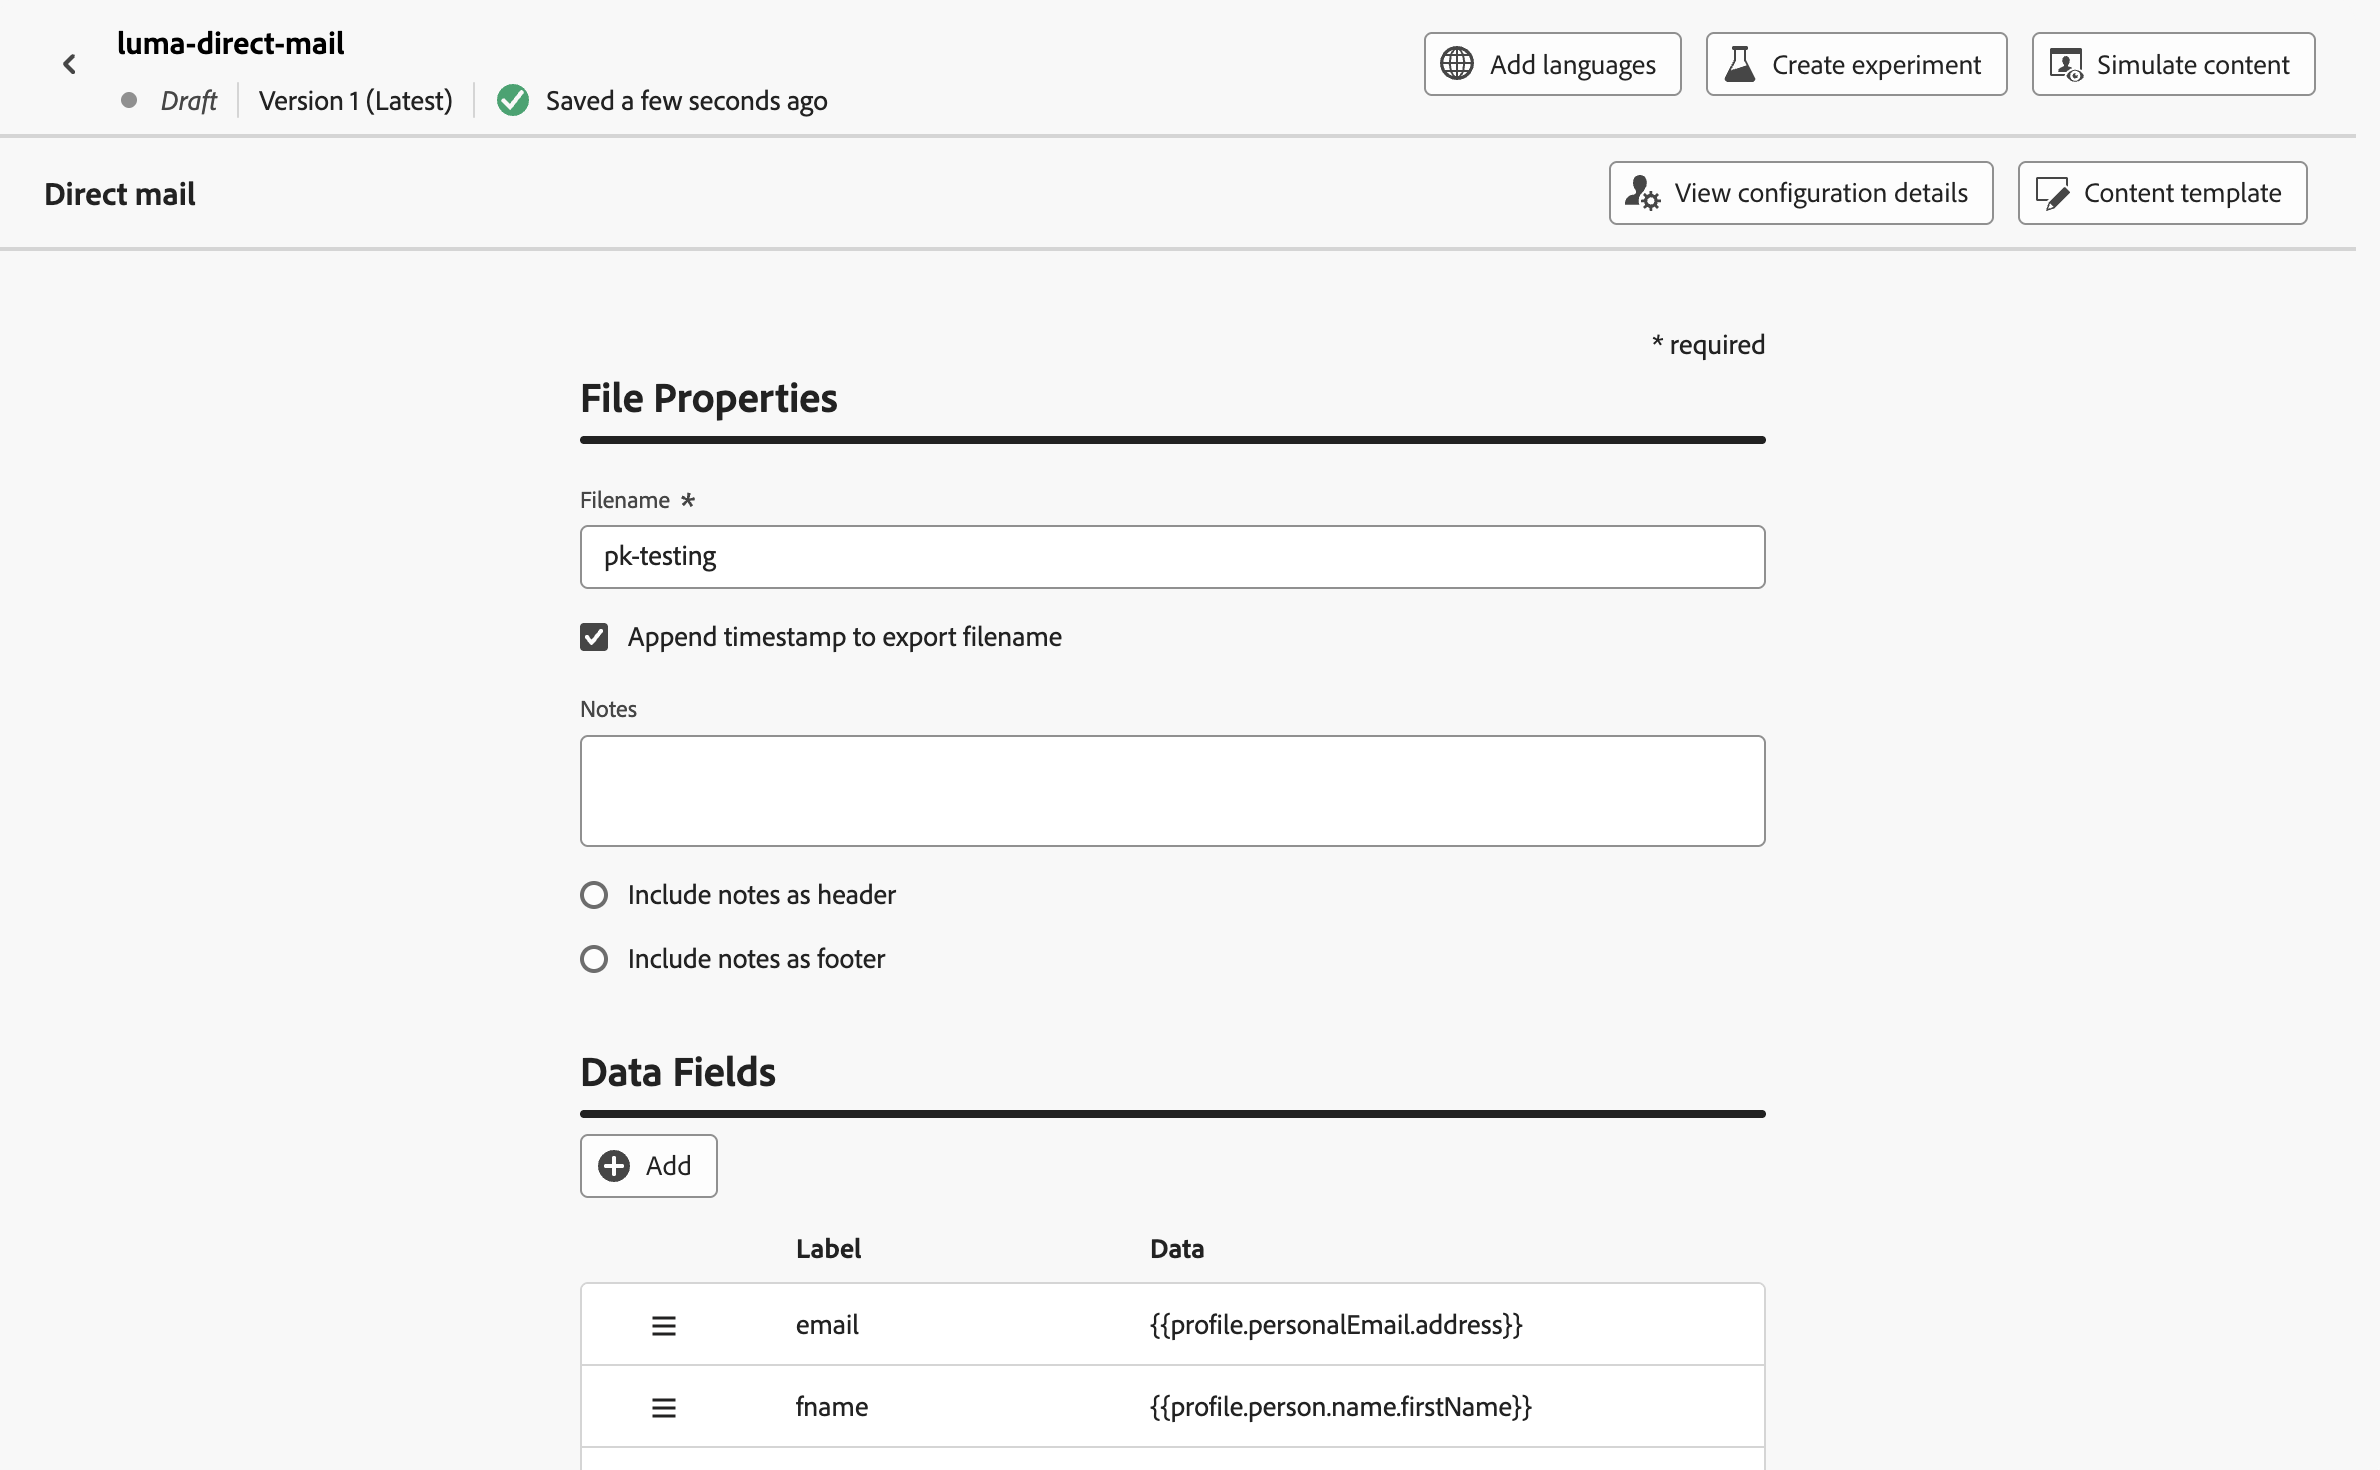 luma-direct-mail
Draft
Version 1 (Latest)
Saved a few seconds ago
Add languages
Create experiment
Simulate content
Direct mail
View configuration details
Content template
* required
File Properties
Filename *
pk-testing
Append timestamp to export filename
Notes
Include notes as header
Include notes as footer
Data Fields
Add
Label Data
email {{profile.personalEmail.address}}
fname {{profile.person.name.firstName}}